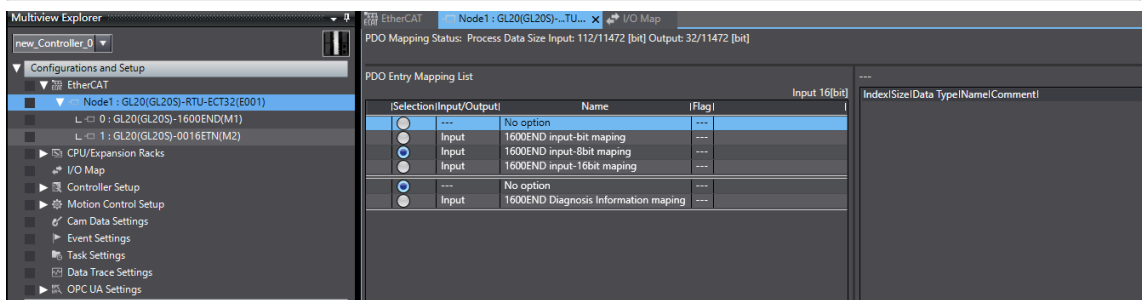 Multiview Explorer
EtherCAT
Node1 : GL20(GL20S)-...TU...
I/O Map
new_Controller_0
PDO Mapping Status: Process Data Size Input: 112/11472 [bit] Output: 32/11472 [bit]
Configurations and Setup
EtherCAT
Node1 : GL20(GL20S)-RTU-ECT32(E001)
0 : GL20(GL20S)-1600END(M1)
1 : GL20(GL20S)-0016ETN(M2)
CPU/Expansion Racks
I/O Map
Controller Setup
Motion Control Setup
Cam Data Settings
Event Settings
Task Settings
Data Trace Settings
OPC UA Settings
PDO Entry Mapping List
Input 16[bit]
|Selection|Input/Output| Name |Flag| |
--- No option ---
Input 1600END input-bit maping ---
Input 1600END input-8bit maping ---
Input 1600END input-16bit maping ---
--- No option ---
Input 1600END Diagnosis Information maping ---
---
Index|Size|Data Type|Name|Comment|